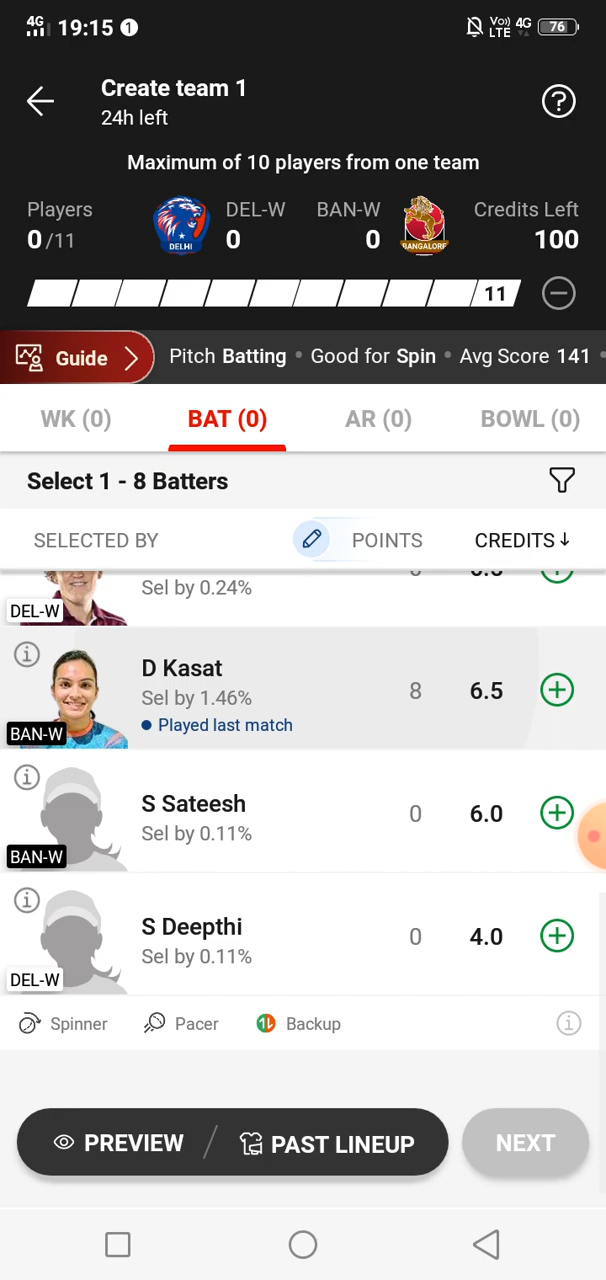 4G 19:15 1 Vo) LTE 4G 76
Create team 1
24h left
Maximum of 10 players from one team
Players DEL-W BAN-W Credits Left
0/11 DELHI 0 0 BANGALORE 100
11
Guide Pitch Batting • Good for Spin • Avg Score 141
WK (0) BAT (0) AR (0) BOWL (0)
Select 1 - 8 Batters
SELECTED BY POINTS CREDITS↓
Sel by 0.24%
DEL-W
D Kasat
Sel by 1.46% 8 6.5
Played last match
BAN-W
S Sateesh
Sel by 0.11% 0 6.0
BAN-W
S Deepthi
Sel by 0.11% 0 4.0
DEL-W
Spinner Pacer Backup
PREVIEW / PAST LINEUP NEXT